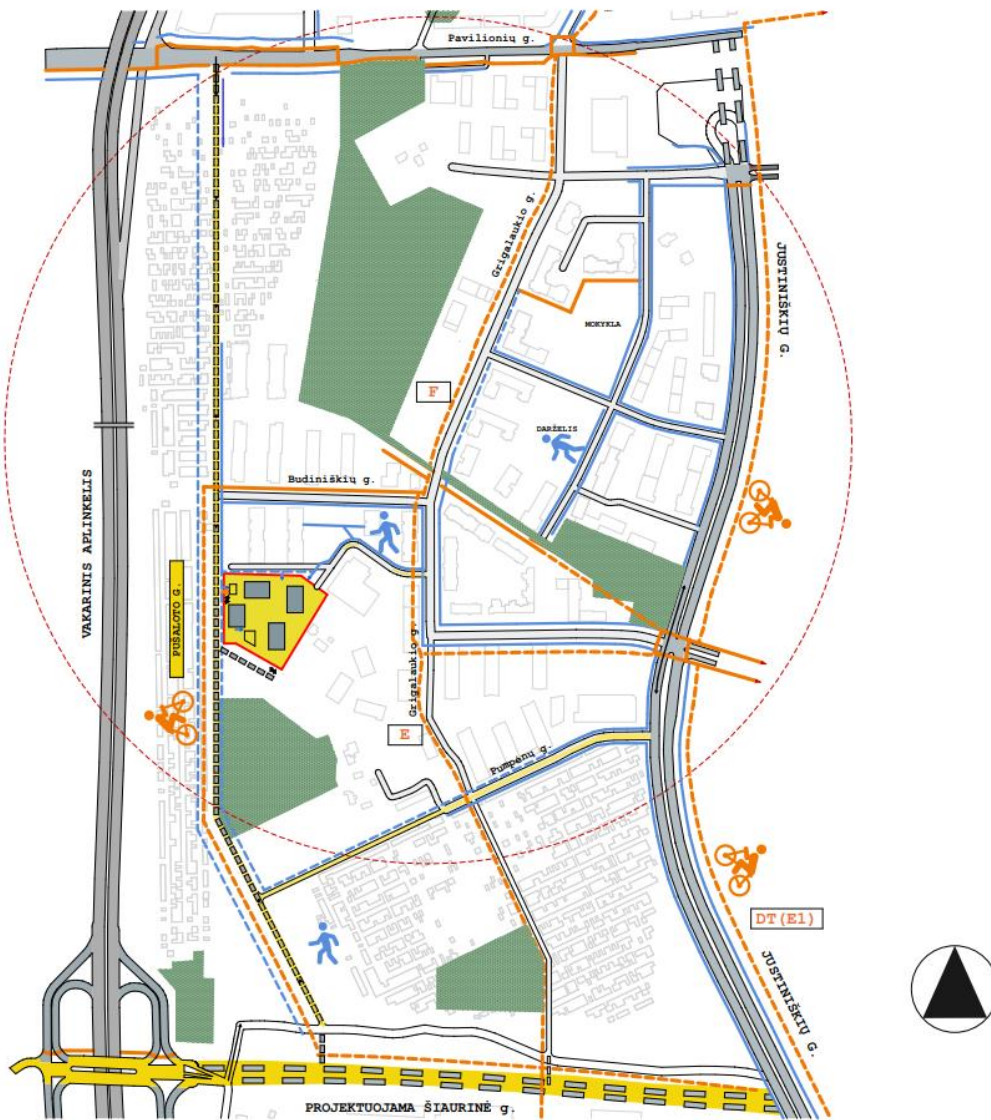 Pavilionių g.
Grigalaukio g.
JUSTINIŠKIŲ G.
MOKYKLA
F
DARŽELIS
VAKARINIS APLINKELIS
Budiniškių g.
PUŠALOTO G.
Grigalaukio g.
E
Pumpėnų g.
DT(E1)
JUSTINIŠKIŲ G.
PROJEKTUOJAMA ŠIAURINĖ g.